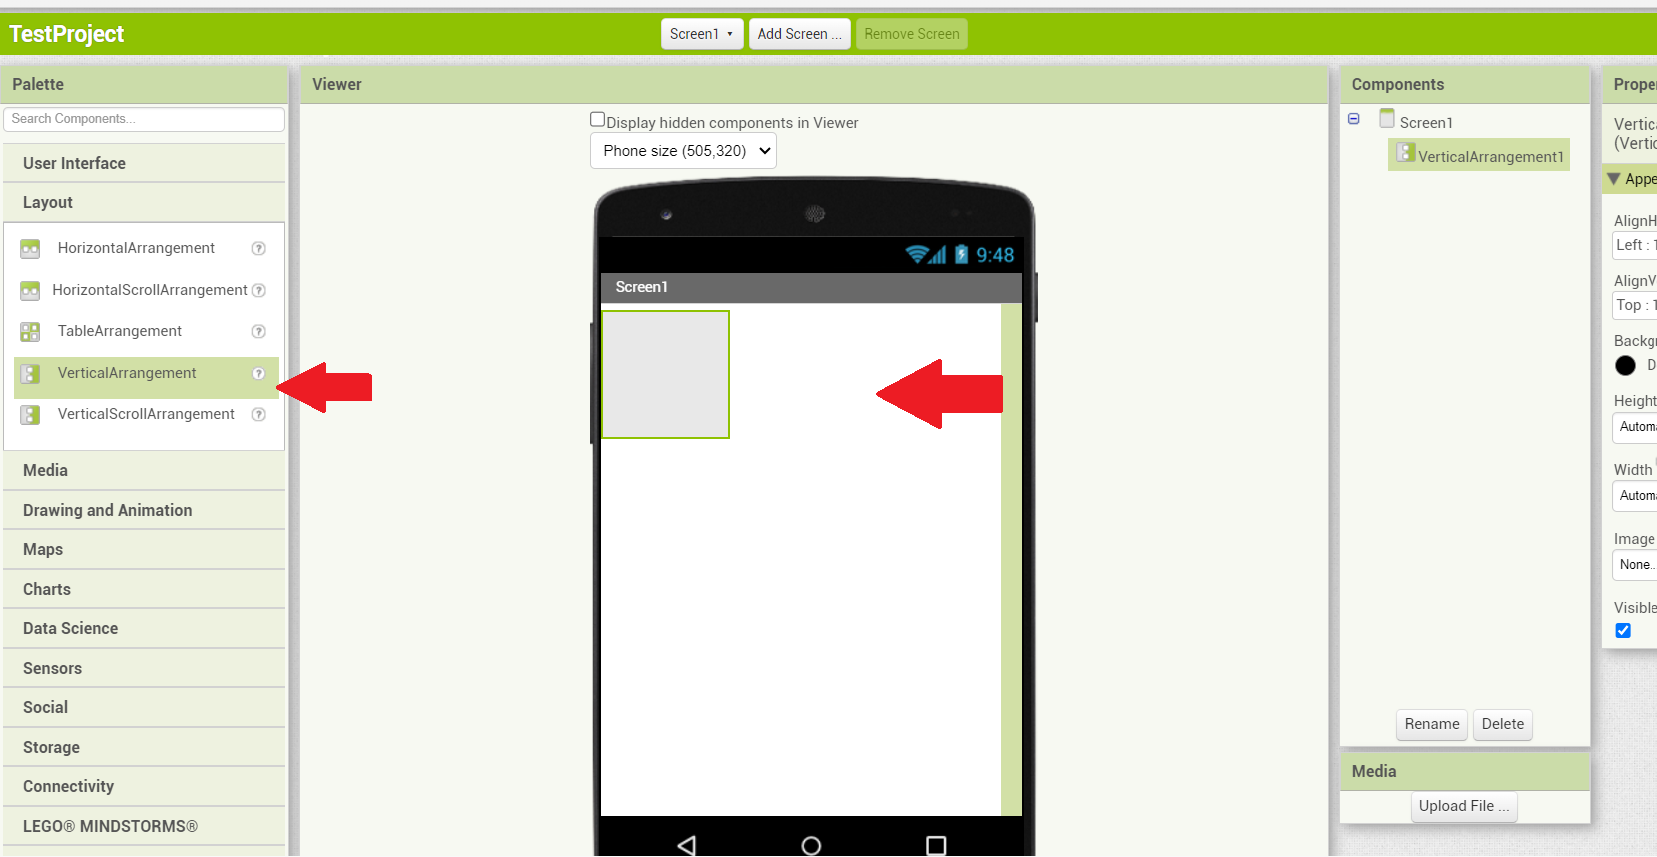 TestProject
Screen1
Add Screen ...
Remove Screen
Palette
Search Components...
User Interface
Layout
HorizontalArrangement
HorizontalScrollArrangement
TableArrangement
VerticalArrangement
VerticalScrollArrangement
Media
Drawing and Animation
Maps
Charts
Data Science
Sensors
Social
Storage
Connectivity
LEGO® MINDSTORMS®
Viewer
Display hidden components in Viewer
Phone size (505,320)
9:48
Screen1
Components
Screen1
VerticalArrangement1
Rename
Delete
Media
Upload File ...
Proper
Vertic
(Vertic
Appe
AlignH
Left : 1
AlignV
Top : 1
Backgr
D
Height
Automa
Width
Automa
Image
None..
Visible